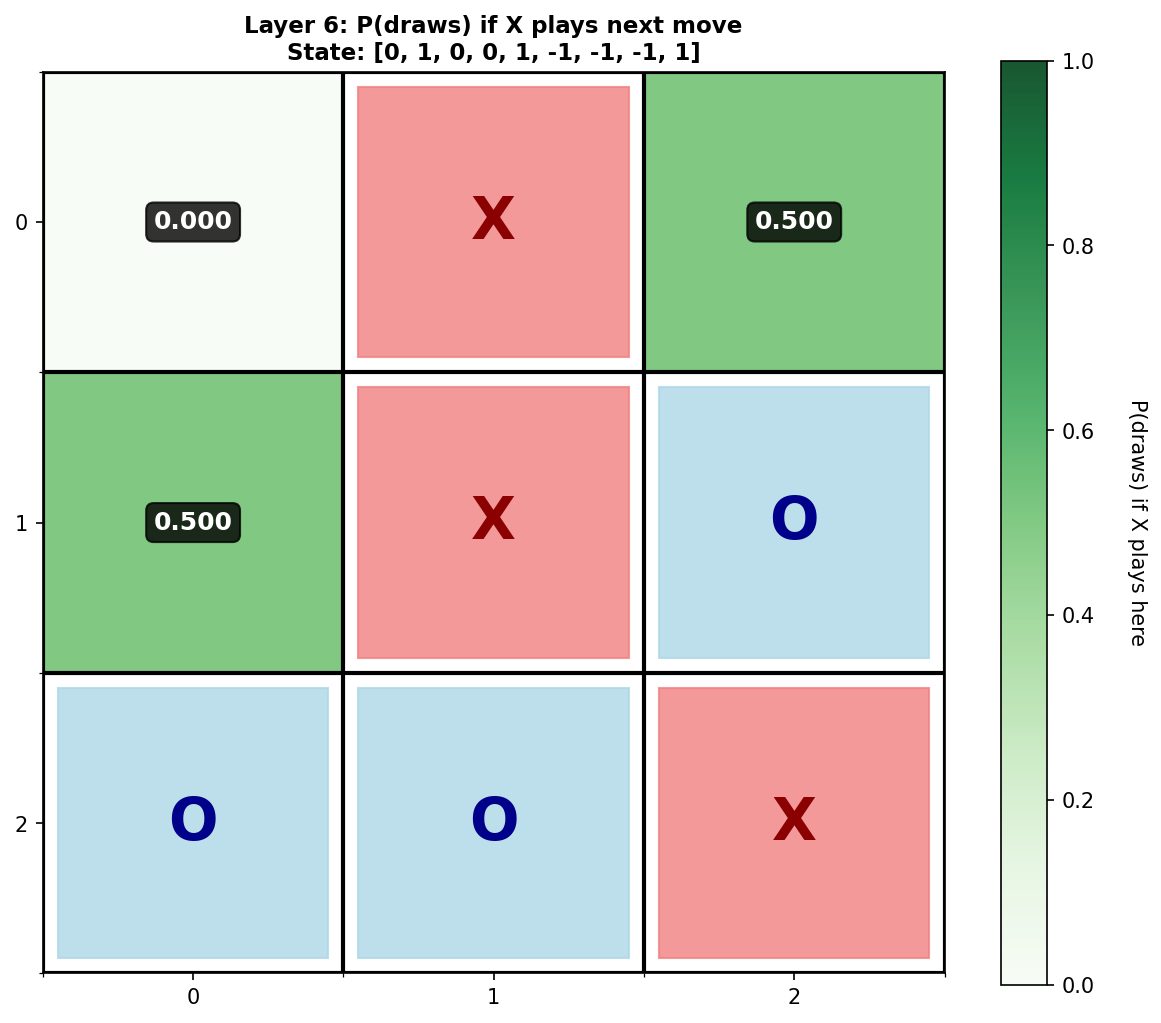 Layer 6: P(draws) if X plays next move
State: [0, 1, 0, 0, 1, -1, -1, -1, 1]
0.000
X
0.500
0
0.500
X
O
1
O
O
X
2
0
1
2
1.0
0.8
0.6
0.4
0.2
0.0
P(draws) if X plays here